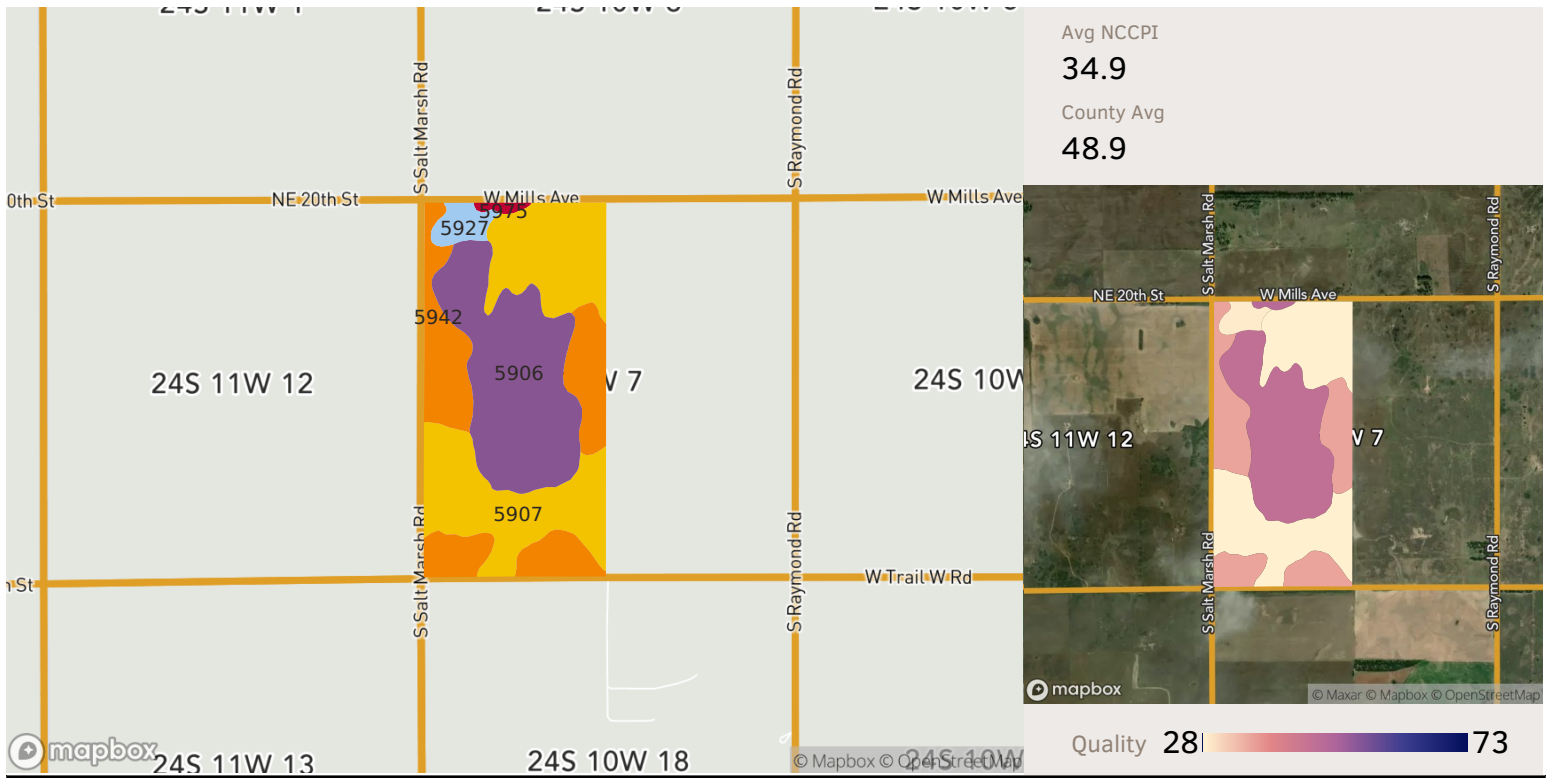 Avg NCCPI
34.9
County Avg
48.9
S Salt Marsh Rd
S Raymond Rd
0th St
NE 20th St
W Mills Ave
W Mills Ave
5975
5927
5942
5906
5907
24S 11W 12
W 7
24S 10W
S Salt Marsh Rd
S Raymond Rd
n St
W Trail W Rd
24S 11W 13
24S 10W 18
24S 10W
mapbox
© Mapbox © OpenStreetMap
S Salt Marsh Rd
S Raymond Rd
NE 20th St
W Mills Ave
4S 11W 12
W 7
S Salt Marsh Rd
S Raymond Rd
mapbox
© Maxar © Mapbox © OpenStreetMap
Quality 28 73